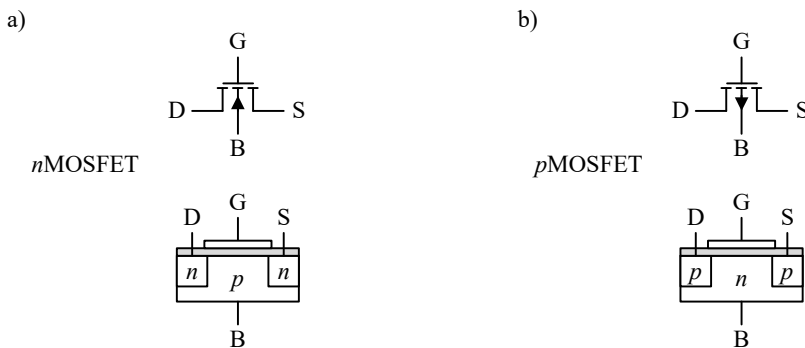 a)
G
D S
B
nMOSFET
D G S
n p n
B
b)
G
D S
B
pMOSFET
D G S
p n p
B